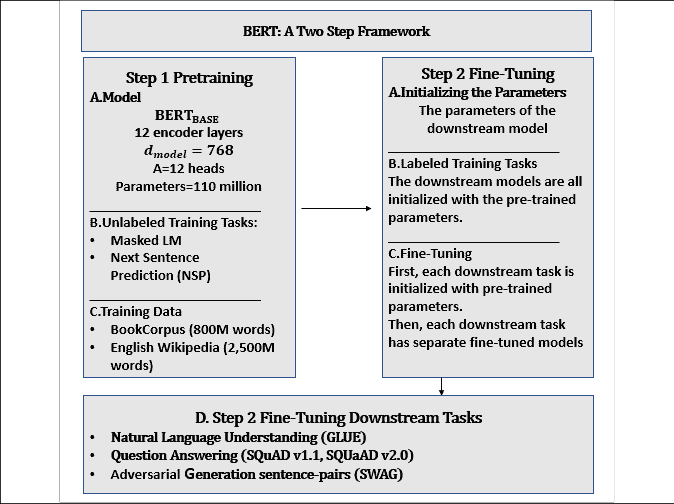 BERT: A Two Step Framework
Step 1 Pretraining
A.Model
BERT_BASE
12 encoder layers
d_model = 768
A=12 heads
Parameters=110 million
B.Unlabeled Training Tasks:
• Masked LM
• Next Sentence
Prediction (NSP)
C.Training Data
• BookCorpus (800M words)
• English Wikipedia (2,500M
words)
Step 2 Fine-Tuning
A.Initializing the Parameters
The parameters of the
downstream model
B.Labeled Training Tasks
The downstream models are all
initialized with the pre-trained
parameters.
C.Fine-Tuning
First, each downstream task is
initialized with pre-trained
parameters.
Then, each downstream task
has separate fine-tuned models
D. Step 2 Fine-Tuning Downstream Tasks
• Natural Language Understanding (GLUE)
• Question Answering (SQuAD v1.1, SQUaAD v2.0)
• Adversarial Generation sentence-pairs (SWAG)